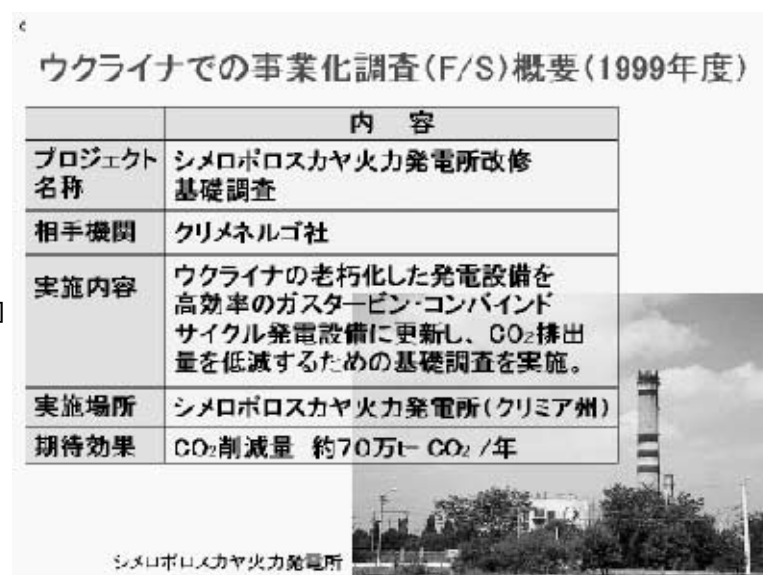 ウクライナでの事業化調査(F/S)概要(1999年度)
内 容
プロジェクト名称
シメロポロスカヤ火力発電所改修
基礎調査
相手機関
クリメネルゴ社
実施内容
ウクライナの老朽化した発電設備を
高効率のガスタービン・コンバインド
サイクル発電設備に更新し、CO₂排出
量を低減するための基礎調査を実施。
実施場所
シメロポロスカヤ火力発電所(クリミア州)
期待効果
CO₂削減量 約70万t- CO₂ /年
シメロポロスカヤ火力発電所